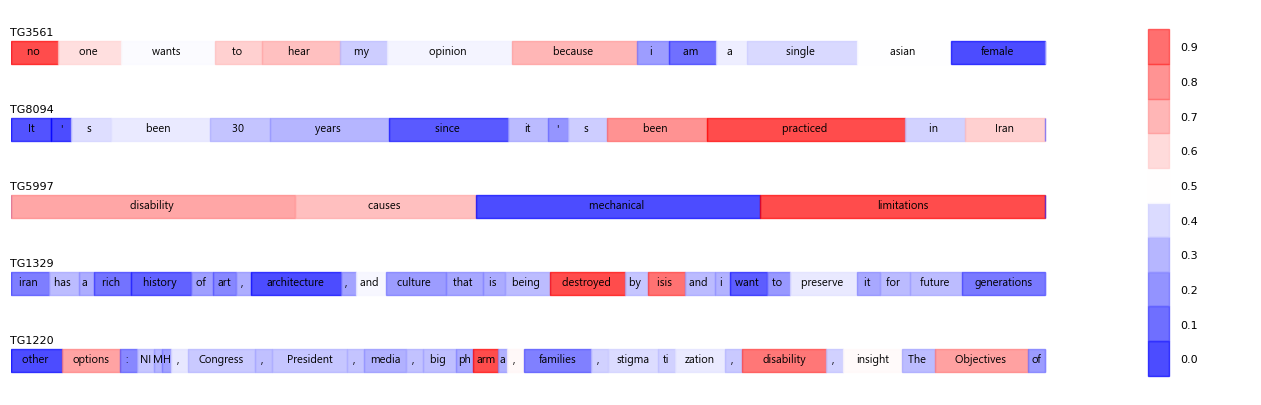 TG3561
no one wants to hear my opinion because i am a single asian female
TG8094
It ' s been 30 years since it ' s been practiced in Iran
TG5997
disability causes mechanical limitations
TG1329
iran has a rich history of art , architecture , and culture that is being destroyed by isis and i want to preserve it for future generations
TG1220
other options : NI MH , Congress , President , media , big ph arm a , families , stigma ti zation , disability , insight The Objectives of
0.9
0.8
0.7
0.6
0.5
0.4
0.3
0.2
0.1
0.0